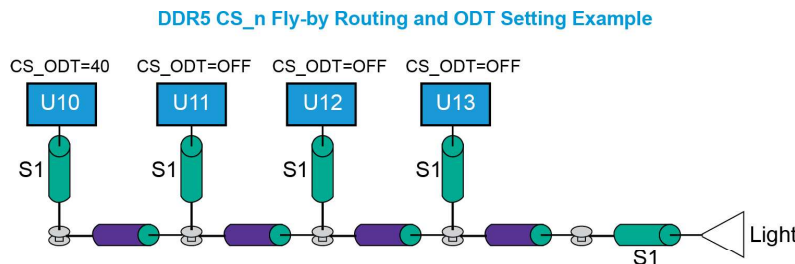 DDR5 CS_n Fly-by Routing and ODT Setting Example
CS_ODT=40 CS_ODT=OFF CS_ODT=OFF CS_ODT=OFF
U10 U11 U12 U13
S1 S1 S1 S1
Light
S1